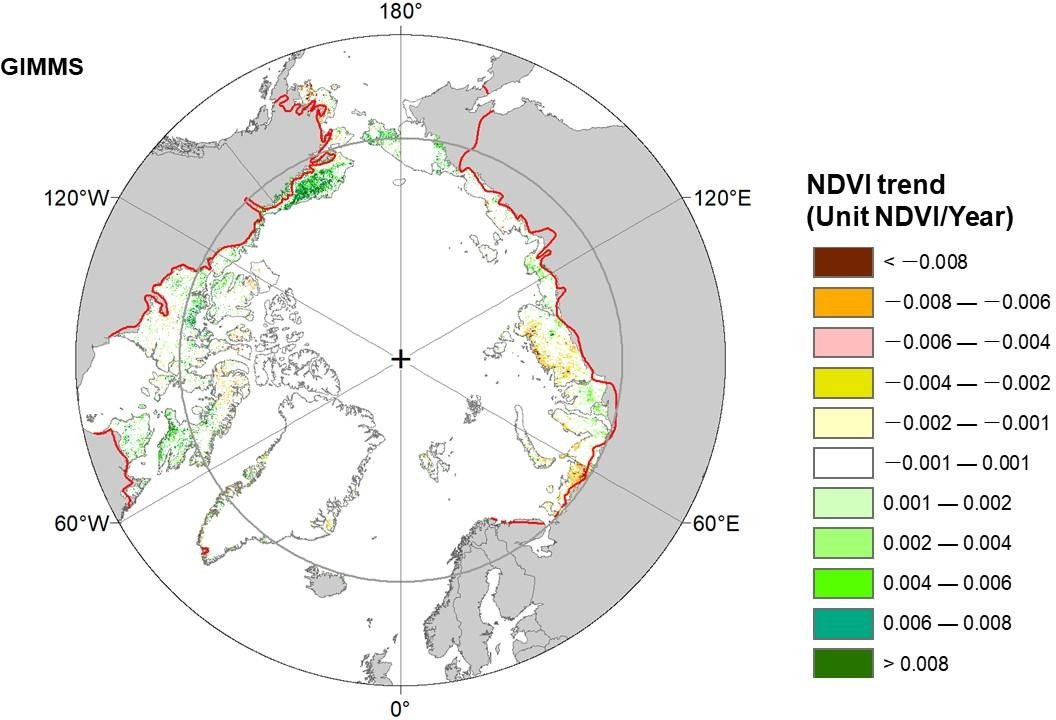 180°
GIMMS
120°W
120°E
60°W
60°E
0°
NDVI trend
(Unit NDVI/Year)
< −0.008
−0.008 — −0.006
−0.006 — −0.004
−0.004 — −0.002
−0.002 — −0.001
−0.001 — 0.001
0.001 — 0.002
0.002 — 0.004
0.004 — 0.006
0.006 — 0.008
> 0.008